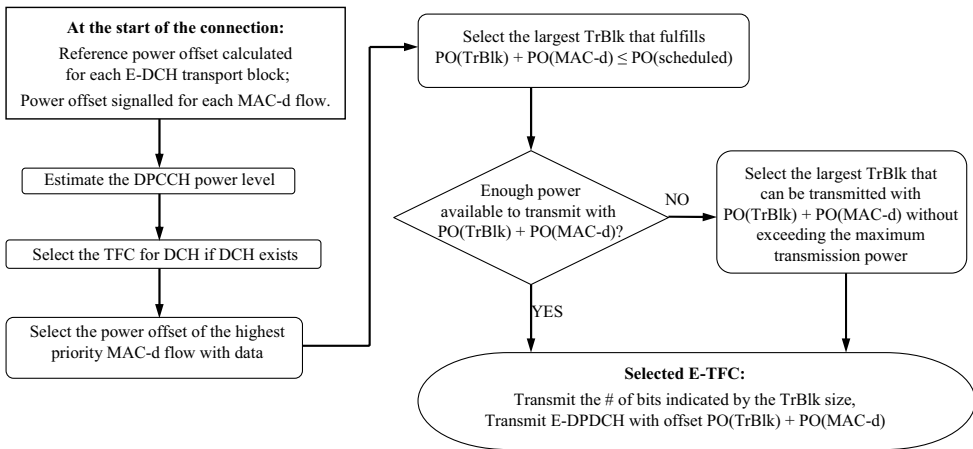 At the start of the connection:
Reference power offset calculated
for each E-DCH transport block;
Power offset signalled for each MAC-d flow.
Estimate the DPCCH power level
Select the TFC for DCH if DCH exists
Select the power offset of the highest
priority MAC-d flow with data
Select the largest TrBlk that fulfills
PO(TrBlk) + PO(MAC-d) ≤ PO(scheduled)
Enough power
available to transmit with
PO(TrBlk) + PO(MAC-d)?
NO
YES
Select the largest TrBlk that
can be transmitted with
PO(TrBlk) + PO(MAC-d) without
exceeding the maximum
transmission power
Selected E-TFC:
Transmit the # of bits indicated by the TrBlk size,
Transmit E-DPDCH with offset PO(TrBlk) + PO(MAC-d)